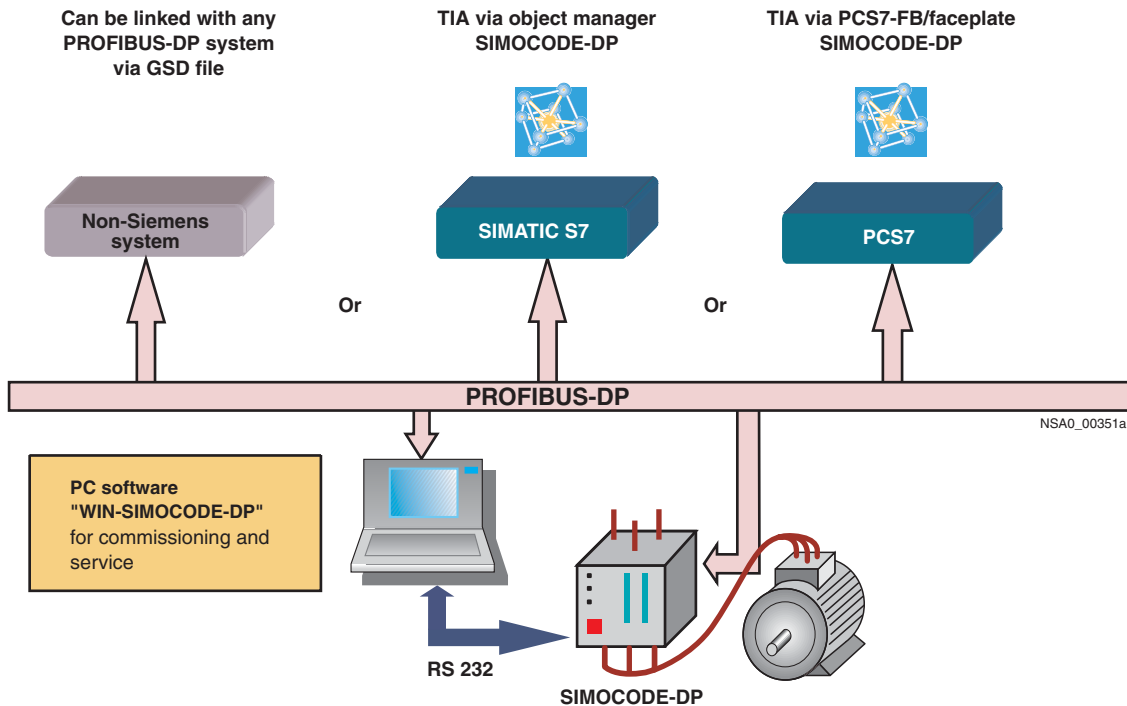 Can be linked with any
PROFIBUS-DP system
via GSD file
TIA via object manager
SIMOCODE-DP
TIA via PCS7-FB/faceplate
SIMOCODE-DP
Non-Siemens
system
SIMATIC S7
PCS7
Or
Or
PROFIBUS-DP
NSA0_00351a
PC software
"WIN-SIMOCODE-DP"
for commissioning and
service
RS 232
SIMOCODE-DP